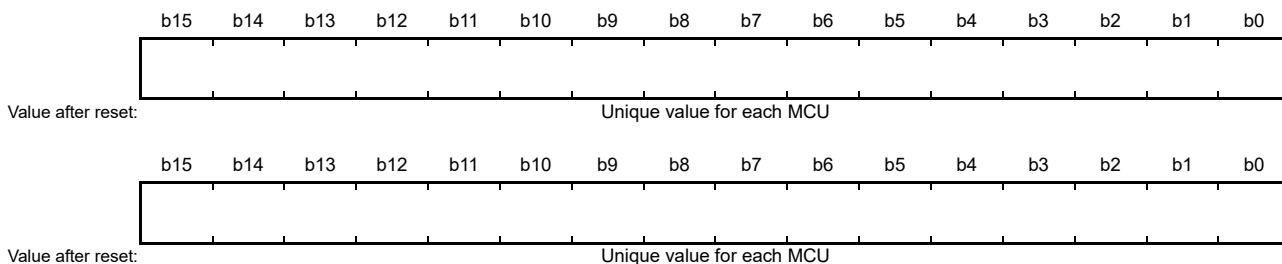 b15 b14 b13 b12 b11 b10 b9 b8 b7 b6 b5 b4 b3 b2 b1 b0
Value after reset: Unique value for each MCU
b15 b14 b13 b12 b11 b10 b9 b8 b7 b6 b5 b4 b3 b2 b1 b0
Value after reset: Unique value for each MCU